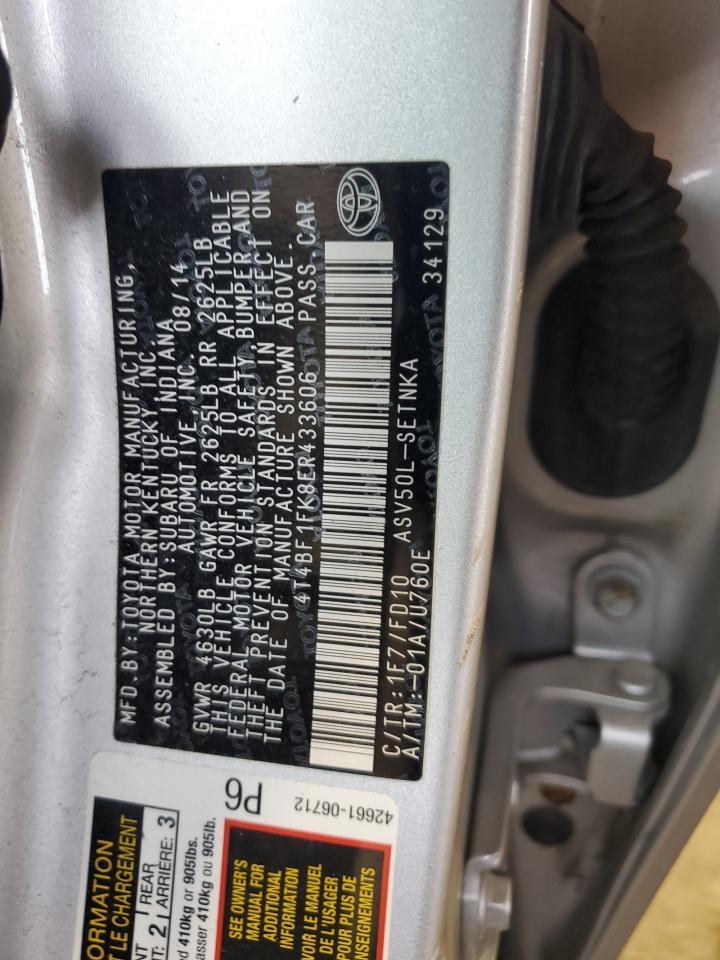 MFD.BY:TOYOTA MOTOR MANUFACTURING,
NORTHERN KENTUCKY INC.
ASSEMBLED BY:SUBARU OF INDIANA
AUTOMOTIVE INC. 08/14
GVWR 4630LB GAWR FR 2625LB RR 2625LB
THIS VEHICLE CONFORMS TO ALL APPLICABLE
FEDERAL MOTOR VEHICLE SAFETY,BUMPER,AND
THEFT PREVENTION STANDARDS IN EFFECT ON
THE DATE OF MANUFACTURE SHOWN ABOVE.
4T4BF1FK8ER433606 PASS.CAR
C/TR:1F7/FD10 ASV50L-SETNKA
A/TM:-01A/U760E 34129
P6
42661-06712
ORMATION
T LE CHARGEMENT
NT 2 REAR
ARRIÈRE: 3
nd 410kg or 905lbs.
asser 410kg ou 905lb.
SEE OWNER'S
MANUAL FOR
ADDITIONAL
INFORMATION
VOIR LE MANUEL
DE L'USAGER
POUR PLUS DE
RENSEIGNEMENTS